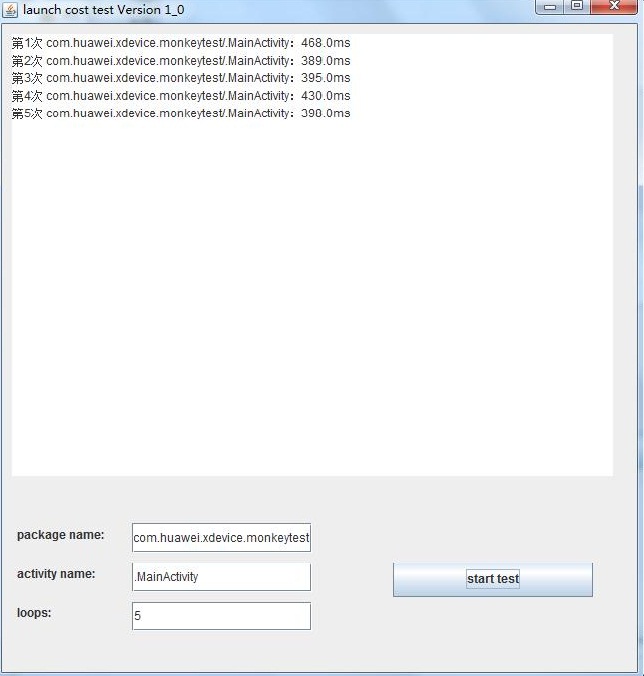 launch cost test Version 1_0
第1次 com.huawei.xdevice.monkeytest/.MainActivity：468.0ms
第2次 com.huawei.xdevice.monkeytest/.MainActivity：389.0ms
第3次 com.huawei.xdevice.monkeytest/.MainActivity：395.0ms
第4次 com.huawei.xdevice.monkeytest/.MainActivity：430.0ms
第5次 com.huawei.xdevice.monkeytest/.MainActivity：398.0ms
package name: com.huawei.xdevice.monkeytest
activity name: .MainActivity
start test
loops: 5